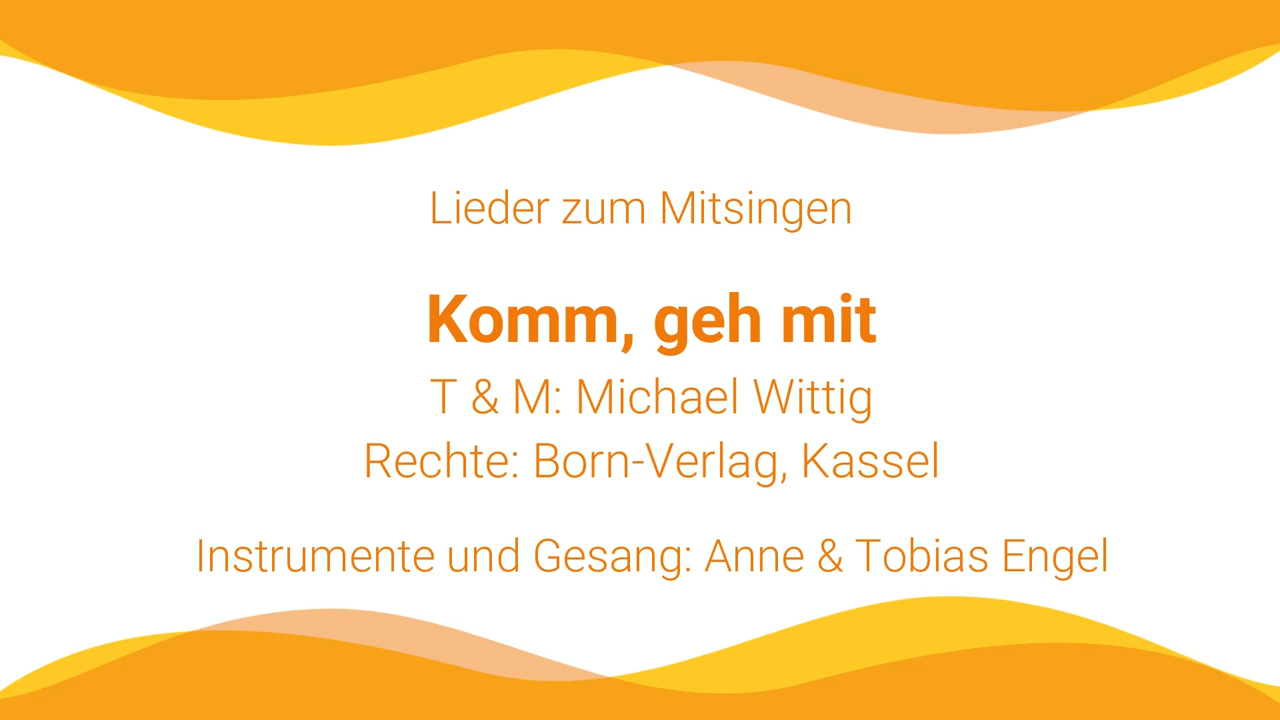 Lieder zum Mitsingen
Komm, geh mit
T & M: Michael Wittig
Rechte: Born-Verlag, Kassel
Instrumente und Gesang: Anne & Tobias Engel